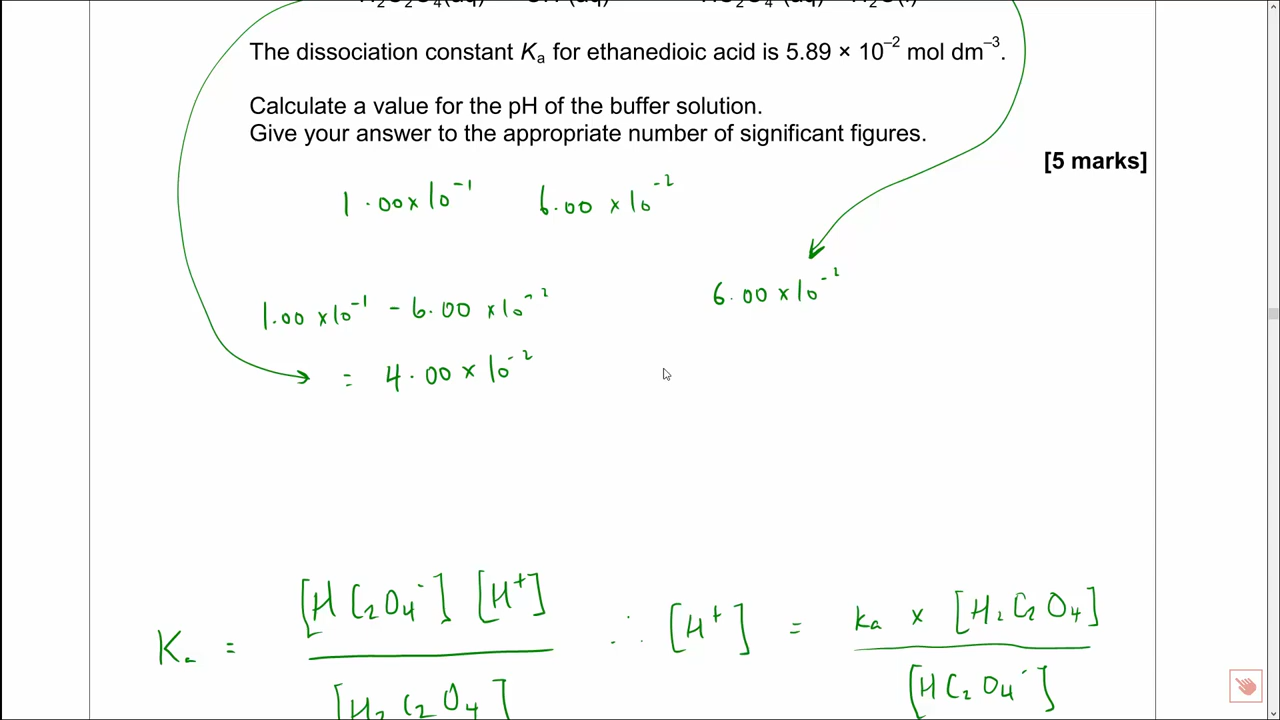 The dissociation constant Ka for ethanedioic acid is 5.89 × 10–2 mol dm–3.
Calculate a value for the pH of the buffer solution.
Give your answer to the appropriate number of significant figures.
[5 marks]
1.00 × 10-1 6.00 × 10-2
6.00 × 10-2
1.00 × 10-1 - 6.00 × 10-2
= 4.00 × 10-2
Ka = [HC2O4-] [H+] ∴ [H+] = ka × [H2C2O4]
[H2C2O4] [HC2O4-]